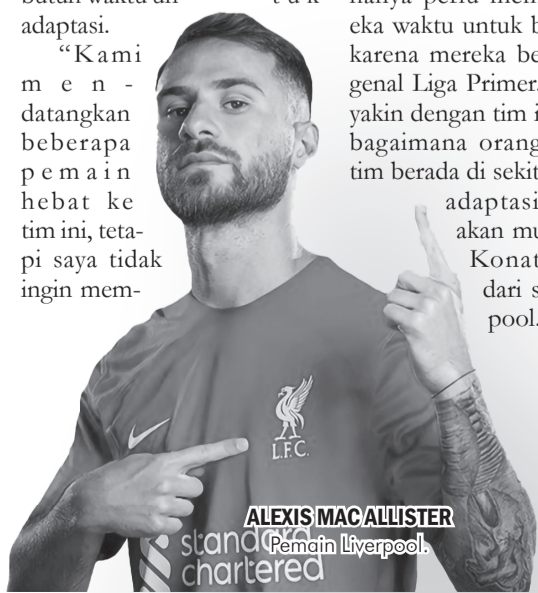 adaptasi.
"Kami
men-
datangkan
beberapa
pemain
hebat ke
tim ini, teta-
pi saya tidak
ingin mem-
eka waktu untuk b
karena mereka be
genal Liga Primer.
yakin dengan tim i
bagaimana orang
tim berada di sekit
adaptasi
akan mu
Konat
dari s
pool.
L.F.C.
ALEXIS MAC ALLISTER
Pemain Liverpool.
standard
chartered